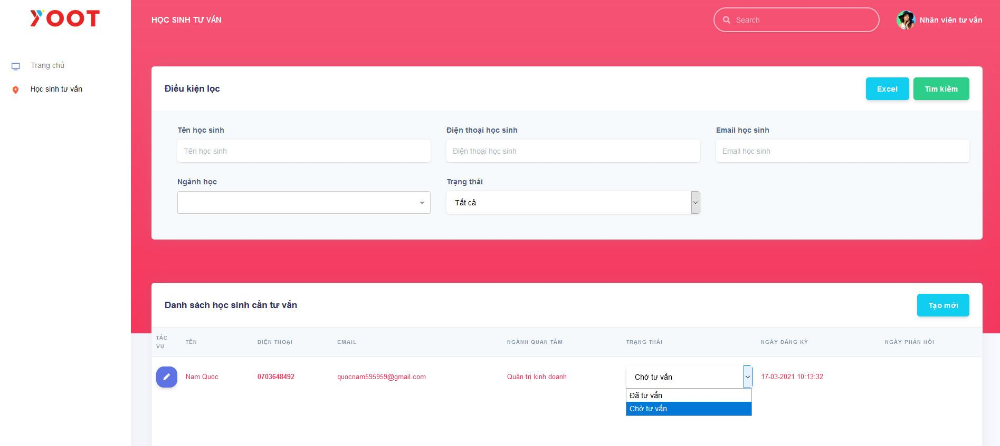 YOOT
HỌC SINH TƯ VẤN
Search
Nhân viên tư vấn
Trang chủ
Học sinh tư vấn
Điều kiện lọc
Excel
Tìm kiếm
Tên học sinh
Điện thoại học sinh
Email học sinh
Tên học sinh
Điện thoại học sinh
Email học sinh
Ngành học
Trạng thái
Tất cả
Danh sách học sinh cần tư vấn
Tạo mới
TÁC VỤ
TÊN
ĐIỆN THOẠI
EMAIL
NGÀNH QUAN TÂM
TRẠNG THÁI
NGÀY ĐĂNG KÝ
NGÀY PHẢN HỒI
Nam Quoc
0703648492
quocnam595959@gmail.com
Quản trị kinh doanh
Chờ tư vấn
17-03-2021 10:13:32
Đã tư vấn
Chờ tư vấn